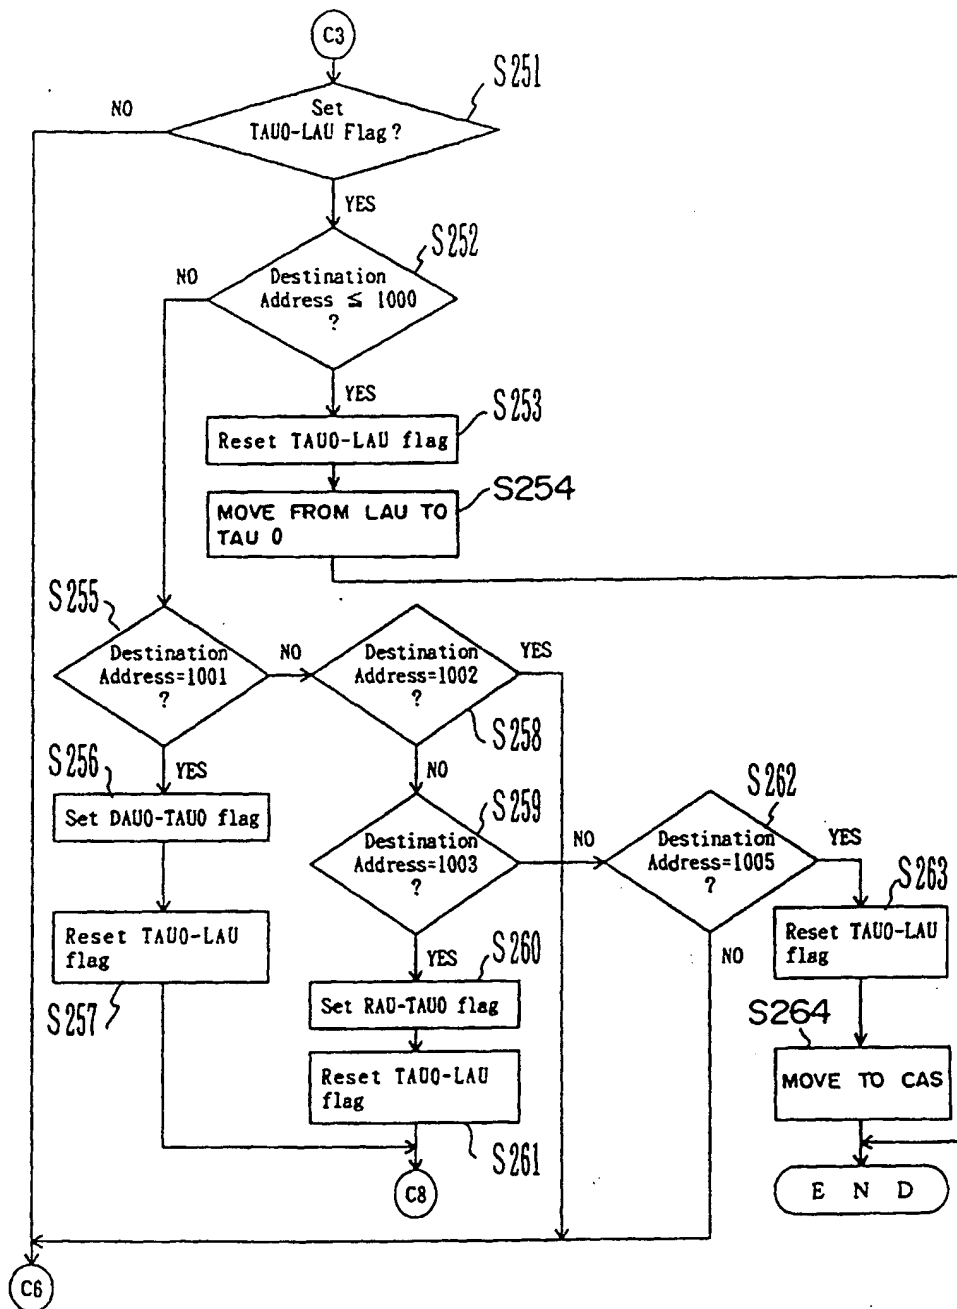 C3
S251
NO
Set
TAU0-LAU Flag?
YES
S252
NO
Destination
Address ≦ 1000
?
YES
S253
Reset TAU0-LAU flag
S254
MOVE FROM LAU TO
TAU 0
S255
Destination
Address=1001
?
NO
Destination
Address=1002
?
YES
S258
S256
YES
NO
Set DAU0-TAU0 flag
S259
Destination
Address=1003
?
NO
S262
Destination
Address=1005
?
YES
S263
Reset TAU0-LAU
flag
Reset TAU0-LAU
flag
S257
YES
S260
NO
Set RAU-TAU0 flag
S264
Reset TAU0-LAU
flag
MOVE TO CAS
S261
C8
E N D
C6